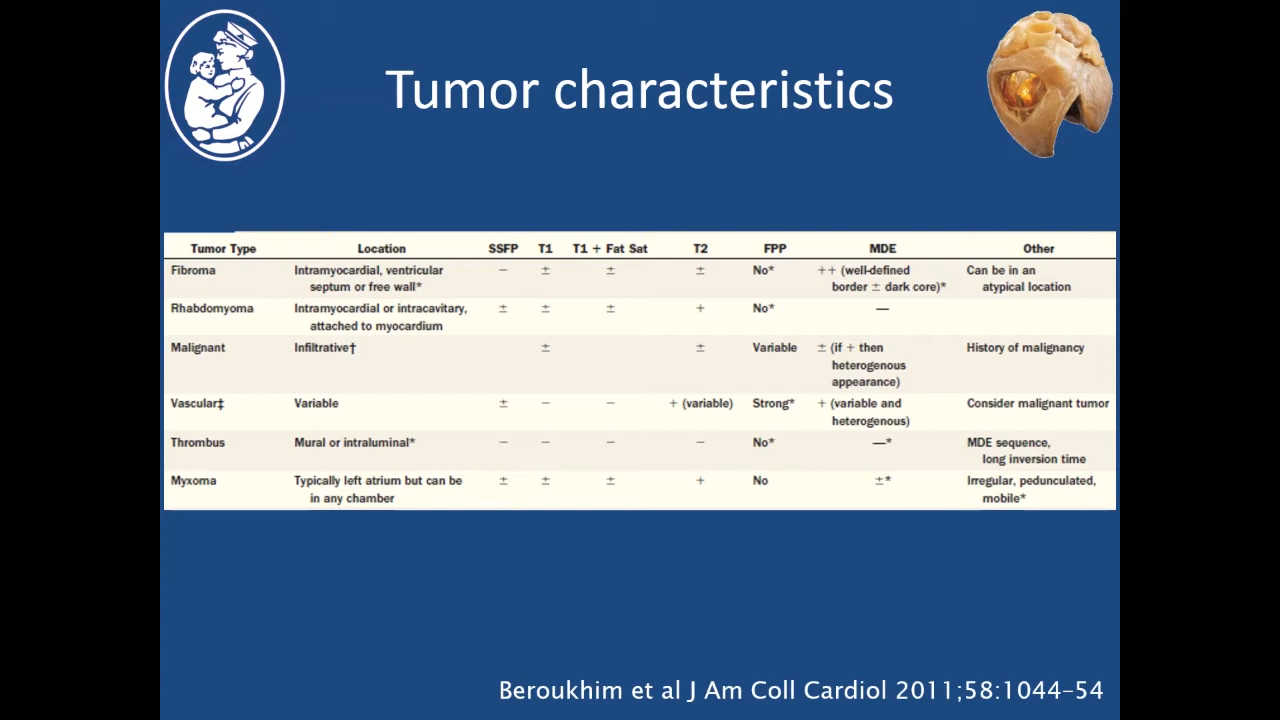 Tumor characteristics
Tumor Type Location SSFP T1 T1 + Fat Sat T2 FPP MDE Other
Fibroma Intramyocardial, ventricular − ± ± ± No* ++ (well-defined Can be in an
septum or free wall* border ± dark core)* atypical location
Rhabdomyoma Intramyocardial or intracavitary, ± ± ± + No* —
attached to myocardium
Malignant Infiltrative† ± ± Variable ± (if + then History of malignancy
heterogenous
appearance)
Vascular‡ Variable ± − − + (variable) Strong* + (variable and Consider malignant tumor
heterogenous)
Thrombus Mural or intraluminal* − − − − No* —* MDE sequence,
long inversion time
Myxoma Typically left atrium but can be ± ± ± + No ±* Irregular, pedunculated,
in any chamber mobile*
Beroukhim et al J Am Coll Cardiol 2011;58:1044–54